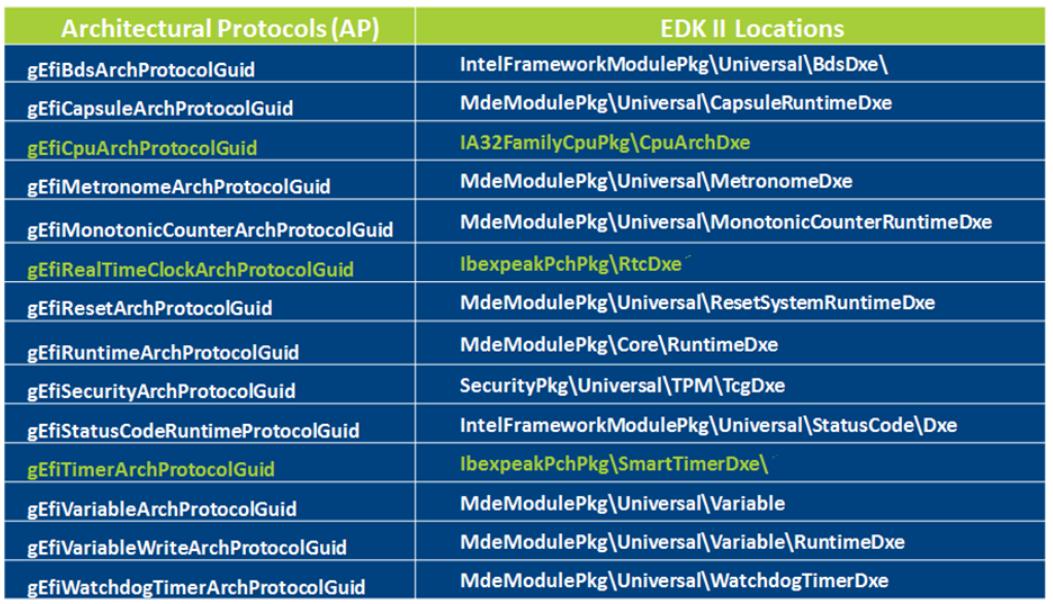 Architectural Protocols (AP) EDK II Locations
gEfiBdsArchProtocolGuid IntelFrameworkModulePkg\Universal\BdsDxe\
gEfiCapsuleArchProtocolGuid MdeModulePkg\Universal\CapsuleRuntimeDxe
gEfiCpuArchProtocolGuid IA32FamilyCpuPkg\CpuArchDxe
gEfiMetronomeArchProtocolGuid MdeModulePkg\Universal\MetronomeDxe
gEfiMonotonicCounterArchProtocolGuid MdeModulePkg\Universal\MonotonicCounterRuntimeDxe
gEfiRealTimeClockArchProtocolGuid IbexpeakPchPkg\RtcDxe
gEfiResetArchProtocolGuid MdeModulePkg\Universal\ResetSystemRuntimeDxe
gEfiRuntimeArchProtocolGuid MdeModulePkg\Core\RuntimeDxe
gEfiSecurityArchProtocolGuid SecurityPkg\Universal\TPM\TcgDxe
gEfiStatusCodeRuntimeProtocolGuid IntelFrameworkModulePkg\Universal\StatusCode\Dxe
gEfiTimerArchProtocolGuid IbexpeakPchPkg\SmartTimerDxe\
gEfiVariableArchProtocolGuid MdeModulePkg\Universal\Variable
gEfiVariableWriteArchProtocolGuid MdeModulePkg\Universal\Variable\RuntimeDxe
gEfiWatchdogTimerArchProtocolGuid MdeModulePkg\Universal\WatchdogTimerDxe